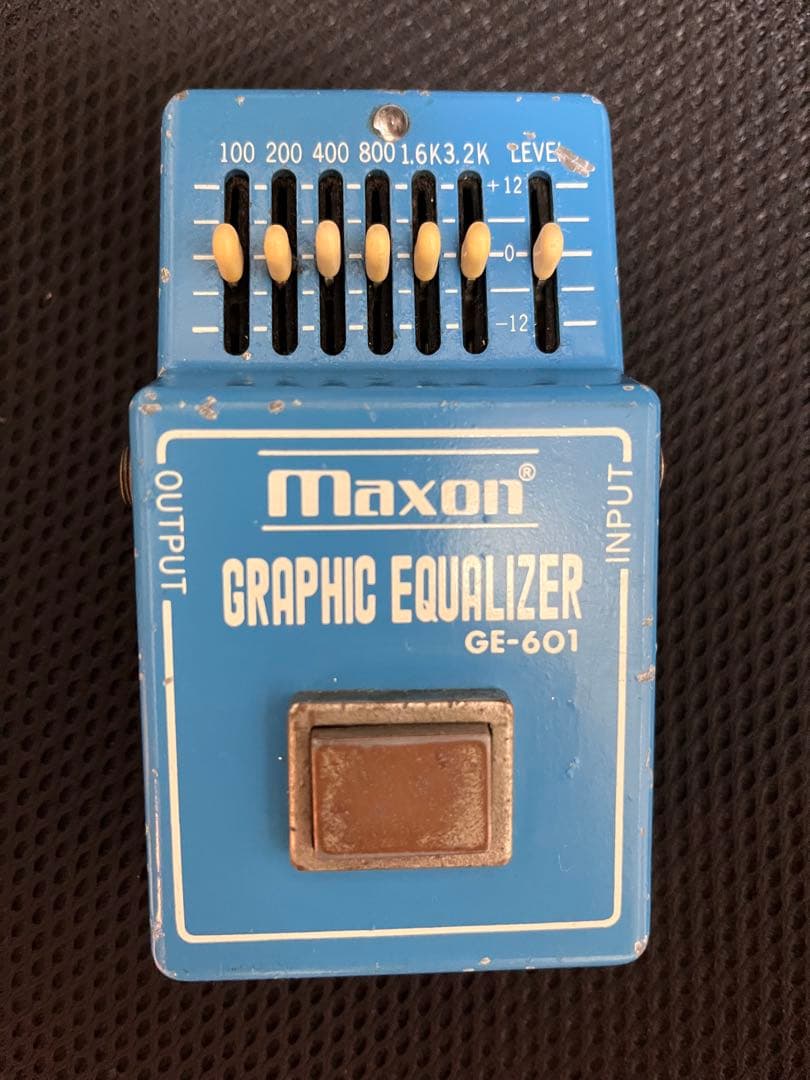 100 200 400 800 1.6K 3.2K LEVEL
+12
0
-12
OUTPUT
INPUT
maxon®
GRAPHIC EQUALIZER
GE-601